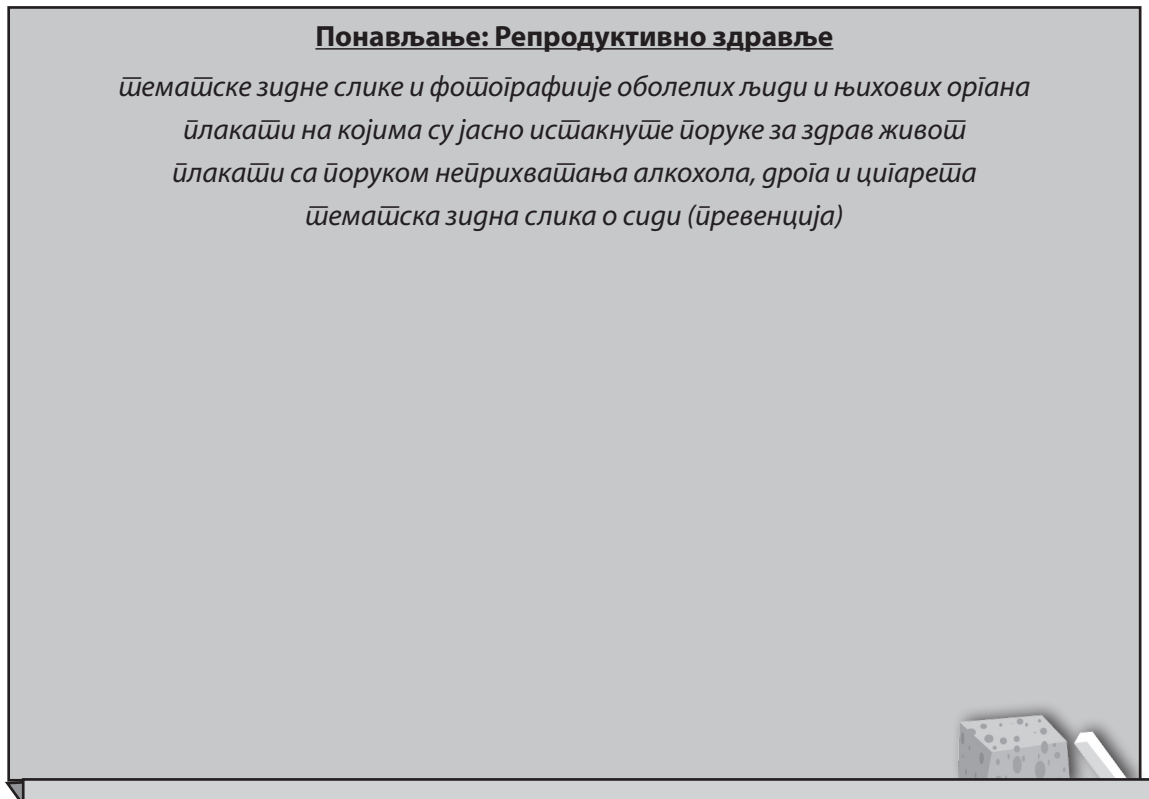 Понављање: Репродуктивно здравље
тематске зидне слике и фотографиије оболелих људи и њихових органа
плакати на којима су јасно истакнуте поруке за здрав живот
плакати са поруком неприхватања алкохола, дрога и цигарета
тематска зидна слика о сиди (превенција)